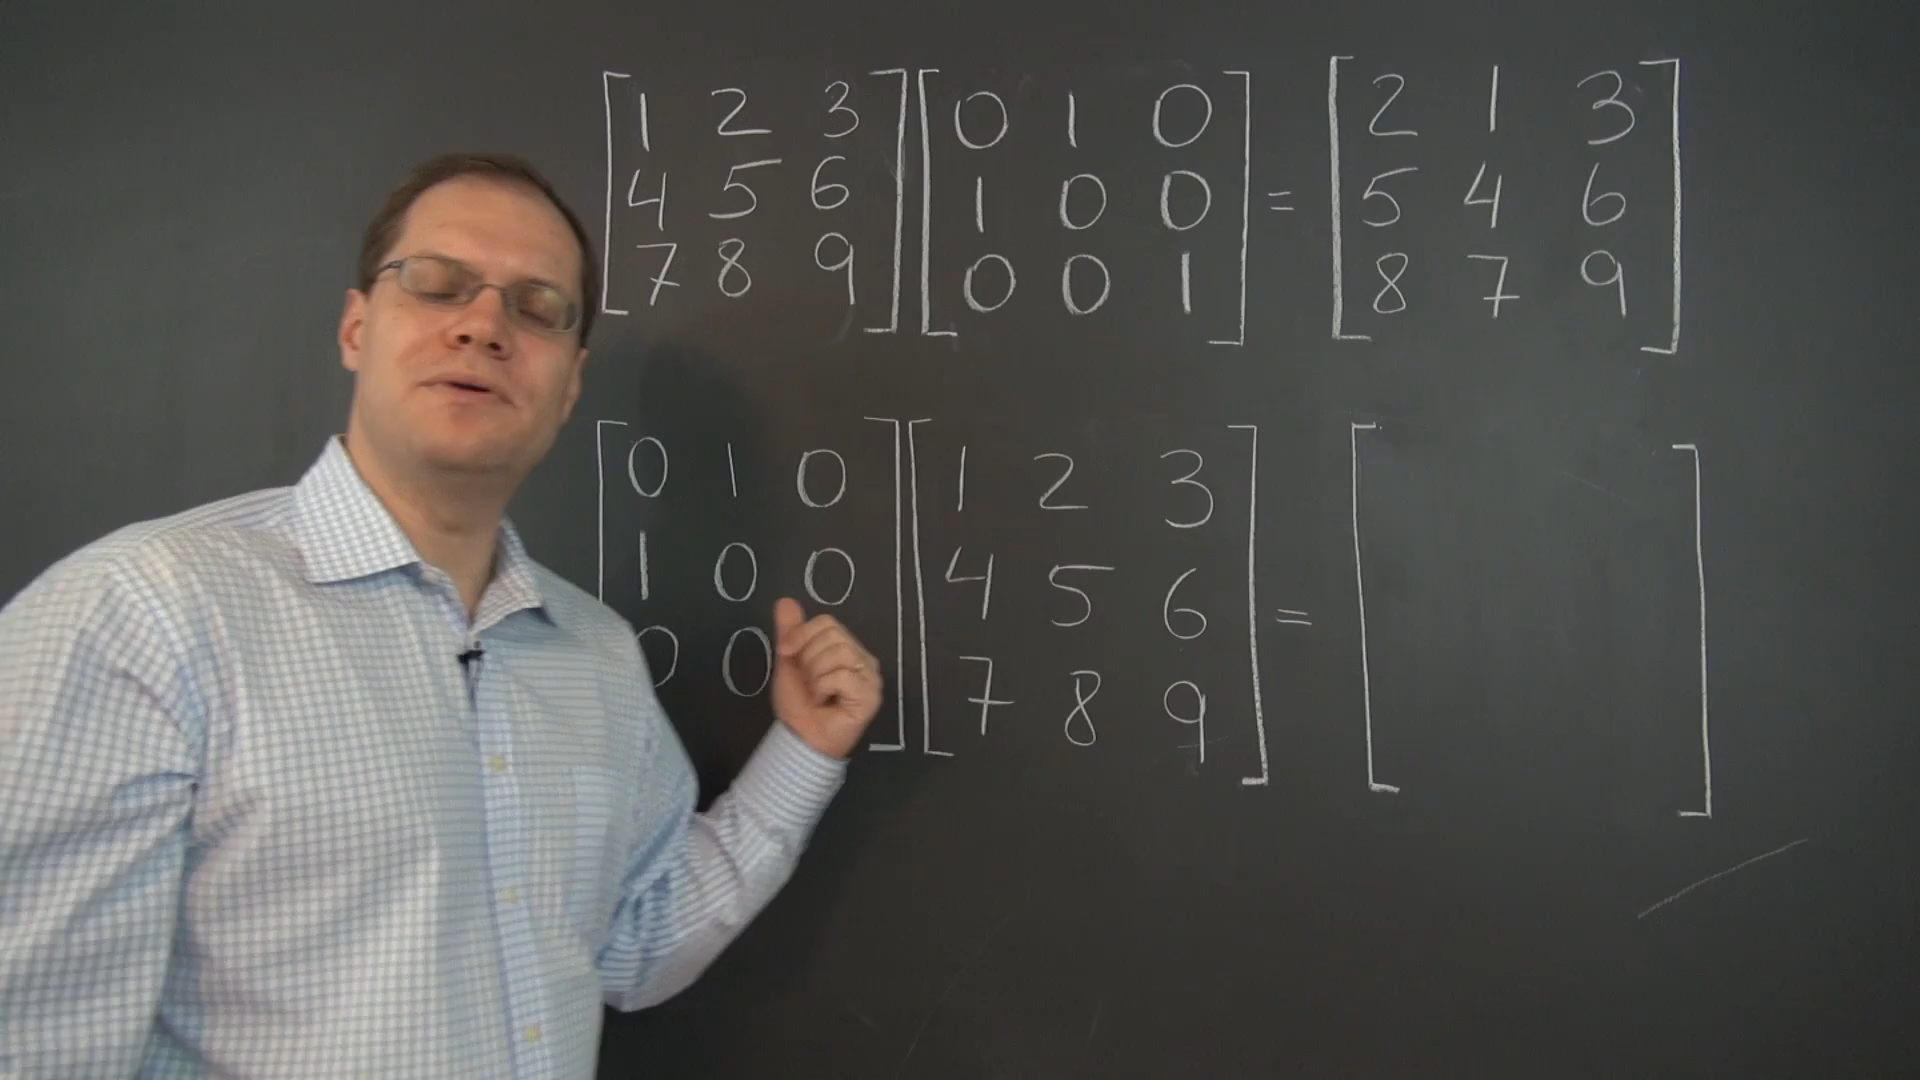 [1 2 3] [0 1 0] [2 1 3]
[4 5 6] [1 0 0] = [5 4 6]
[7 8 9] [0 0 1] [8 7 9]
[0 1 0] [1 2 3] [ ]
[1 0 0] [4 5 6] = [ ]
[0 0 ] [7 8 9] [ ]